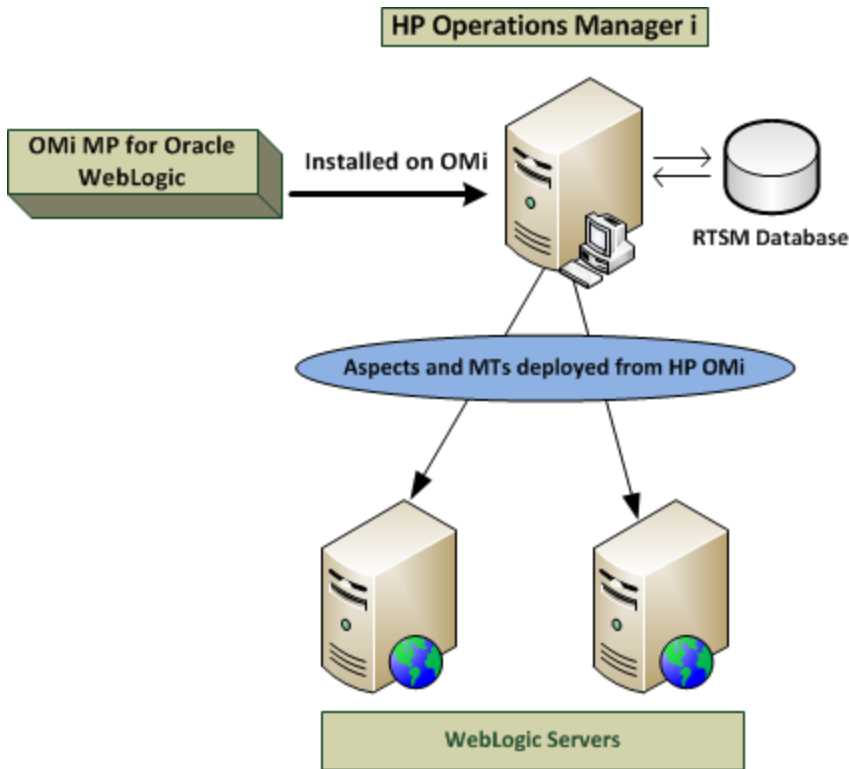 HP Operations Manager i
OMi MP for Oracle
WebLogic
Installed on OMi
RTSM Database
Aspects and MTs deployed from HP OMi
WebLogic Servers